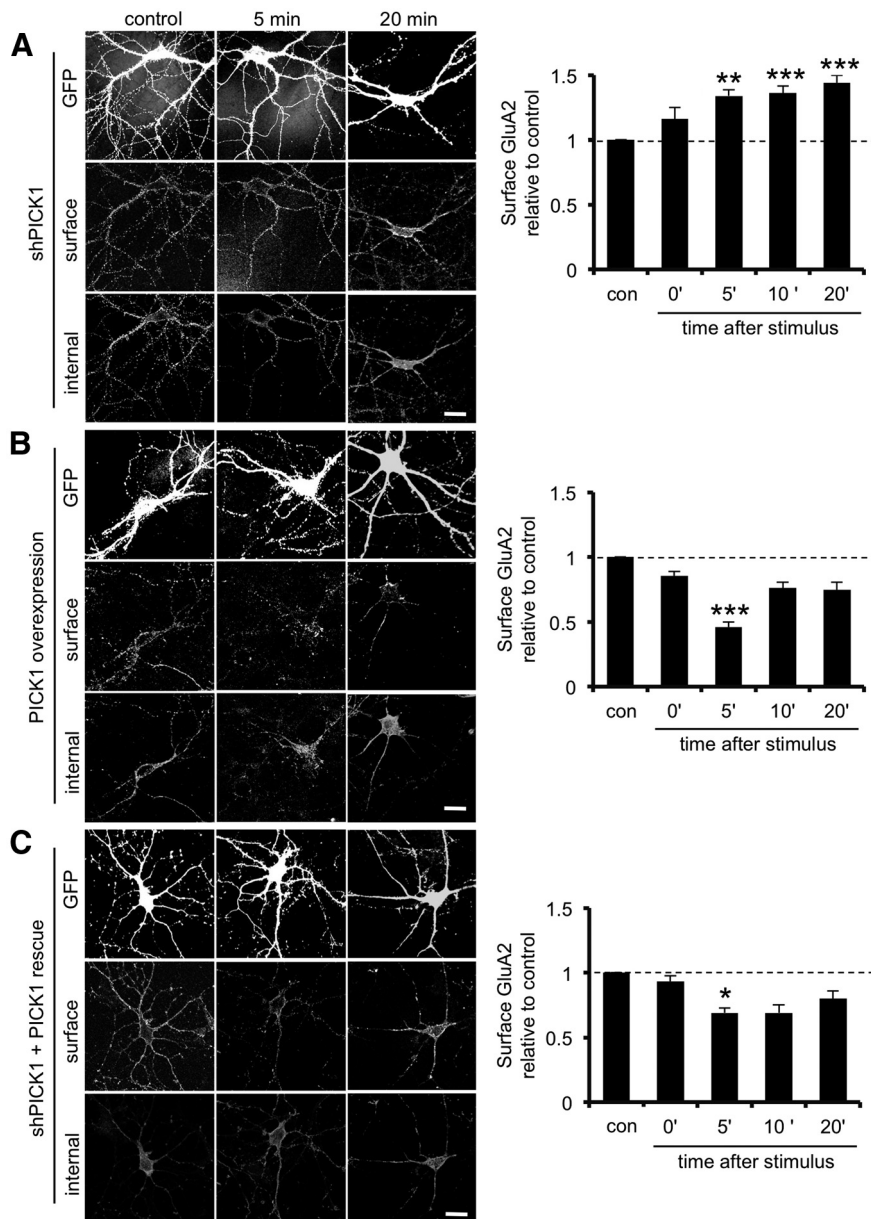 control 5 min 20 min
A
GFP
surface
internal
shPICK1
Surface GluA2
relative to control
1.5
1
0.5
0
** *** ***
con 0' 5' 10 ' 20'
time after stimulus
B
GFP
surface
internal
PICK1 overexpression
Surface GluA2
relative to control
1.5
1
0.5
0
***
con 0' 5' 10' 20'
time after stimulus
C
GFP
surface
internal
shPICK1 + PICK1 rescue
Surface GluA2
relative to control
1.5
1
0.5
0
*
con 0' 5' 10 ' 20'
time after stimulus